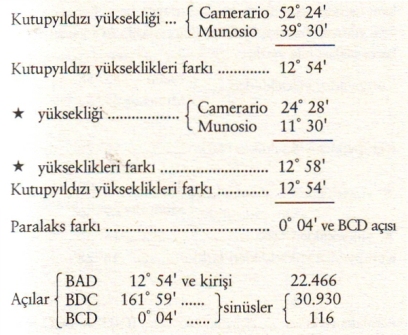 Kutupyıldızı yüksekliği ... { Camerario 52° 24'
Munosio 39° 30'
Kutupyıldızı yükseklikleri farkı ............. 12° 54'
★ yüksekliği .................. { Camerario 24° 28'
Munosio 11° 30'
★ yükseklikleri farkı ........................... 12° 58'
Kutupyıldızı yükseklikleri farkı ............. 12° 54'
Paralaks farkı ...................................... 0° 04' ve BCD açısı
Açılar { BAD 12° 54' ve kirişi 22.466
BDC 161° 59' ...... } sinüsler { 30.930
BCD 0° 04' ...... 116